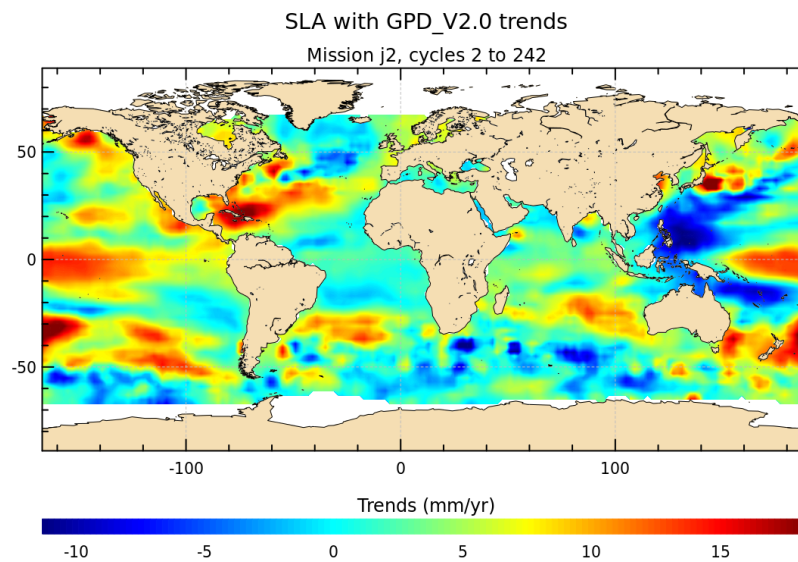 SLA with GPD_V2.0 trends
Mission j2, cycles 2 to 242
50
0
-50
-100 0 100
Trends (mm/yr)
-10 -5 0 5 10 15